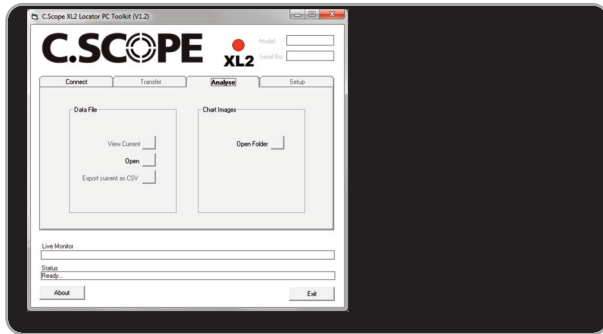 C.Scope XL2 Locator PC Toolkit (V1.2)
C.SCOPE
XL2
Model:
Serial No:
Connect
Transfer
Analyse
Setup
Data File
View Current
Open
Export current as CSV
Chart Images
Open Folder
Live Monitor
Status
Ready...
About
Exit